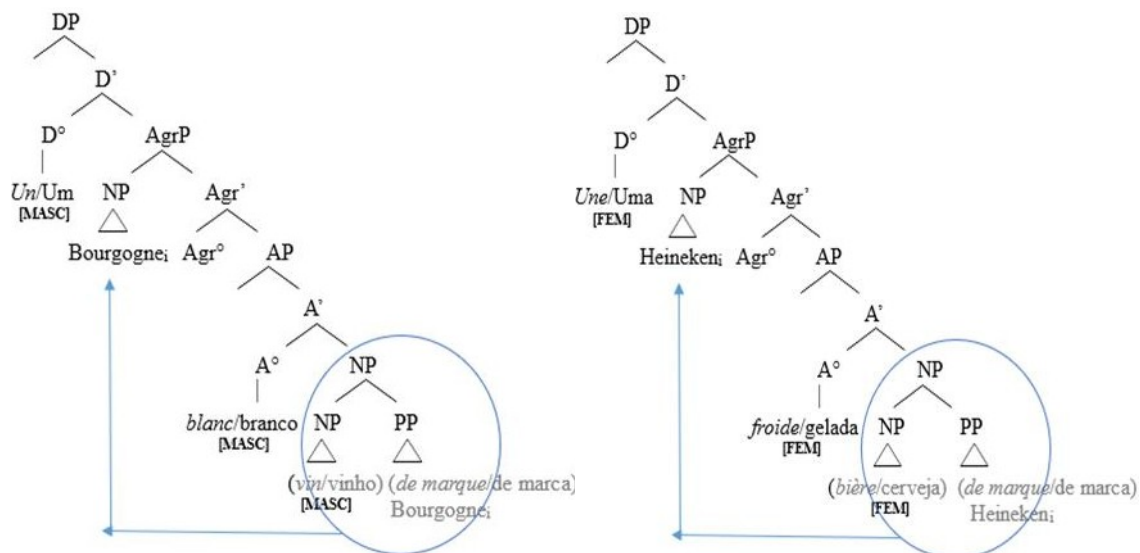 DP
D’
D° AgrP
Un/Um NP Agr’
[MASC]
Bourgogneᵢ Agr° AP
A’
A° NP
blanc/branco NP PP
[MASC]
(vin/vinho) (de marque/de marca)
[MASC] Bourgogneᵢ
DP
D’
D° AgrP
Une/Uma NP Agr’
[FEM]
Heinekenᵢ Agr° AP
A’
A° NP
froide/gelada NP PP
[FEM]
(bière/cerveja) (de marque/de marca)
[FEM] Heinekenᵢ